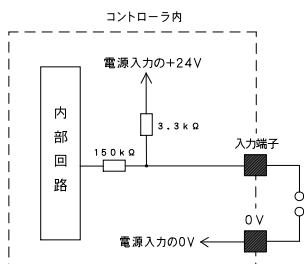 コントローラ内
電源入力の+24V
内部回路
3.3kΩ
150kΩ
入力端子
0V
電源入力の0V